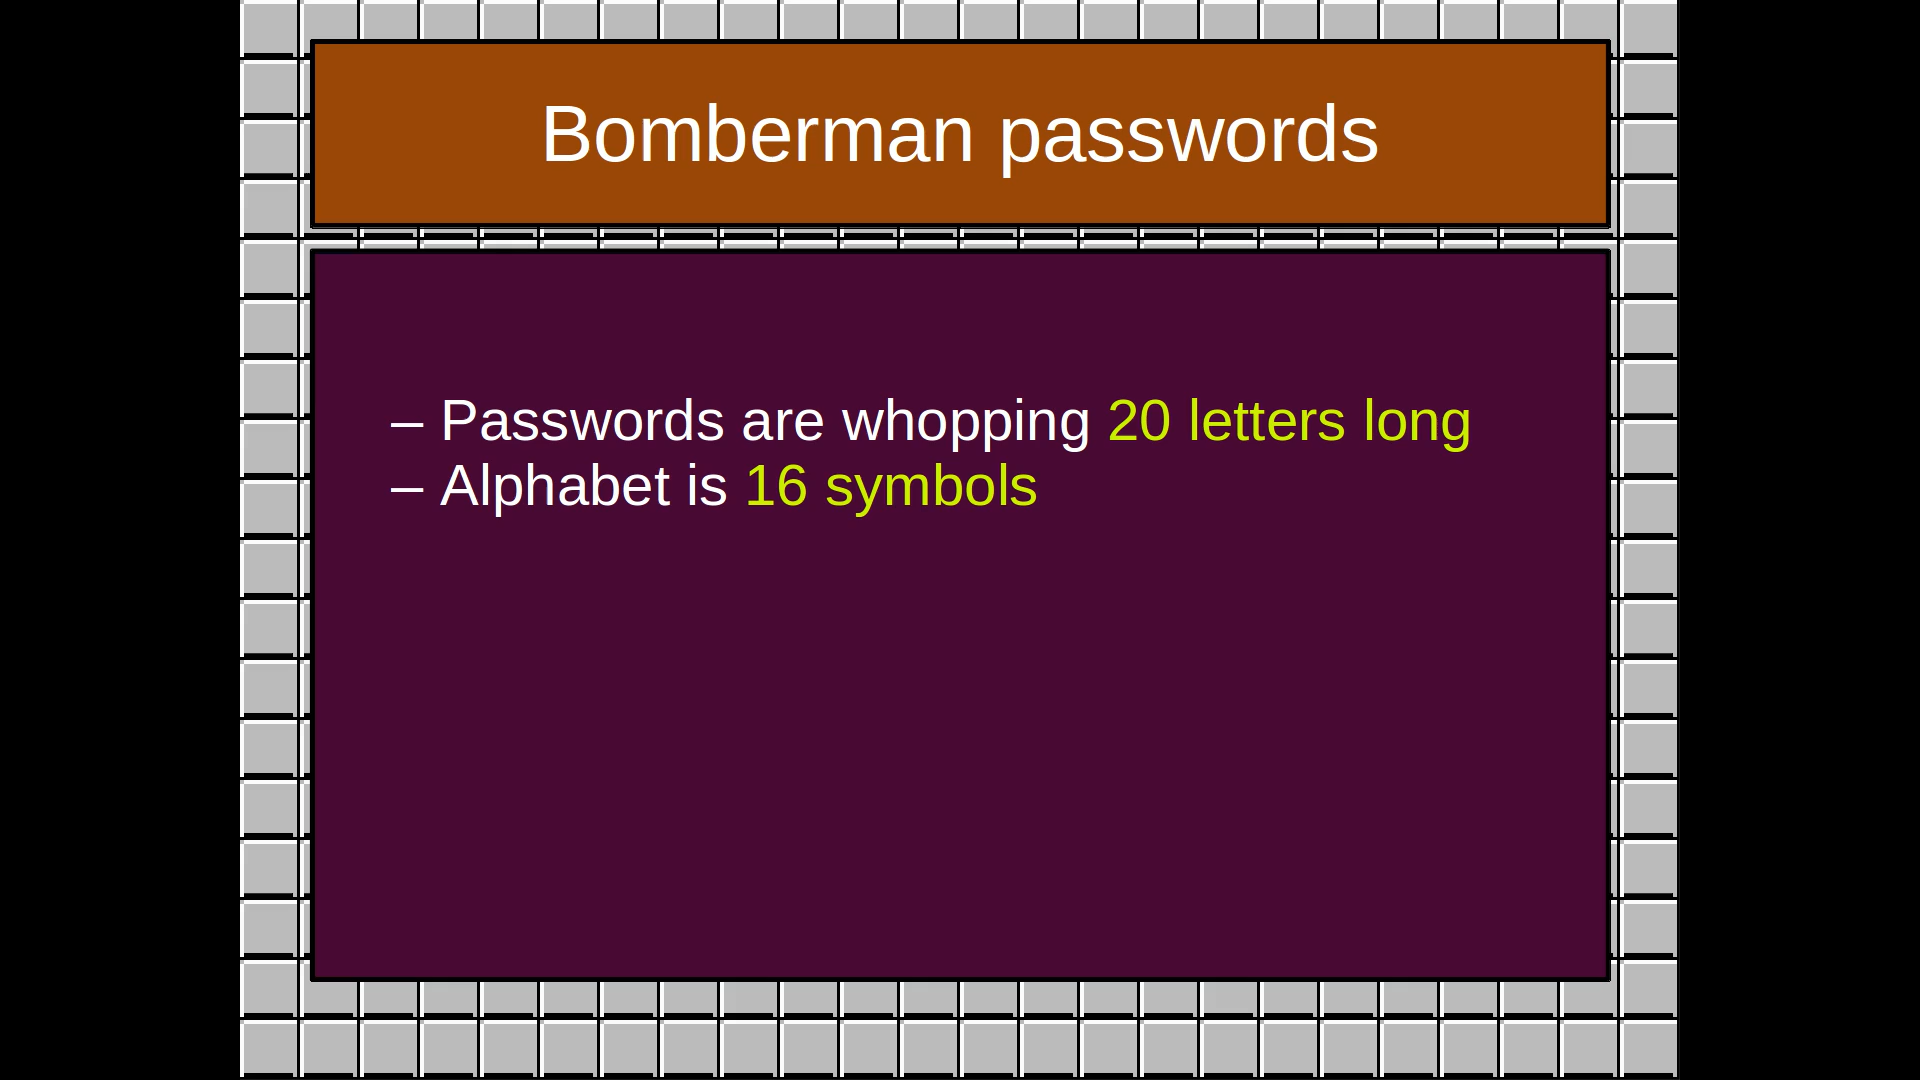 Bomberman passwords
– Passwords are whopping 20 letters long
– Alphabet is 16 symbols